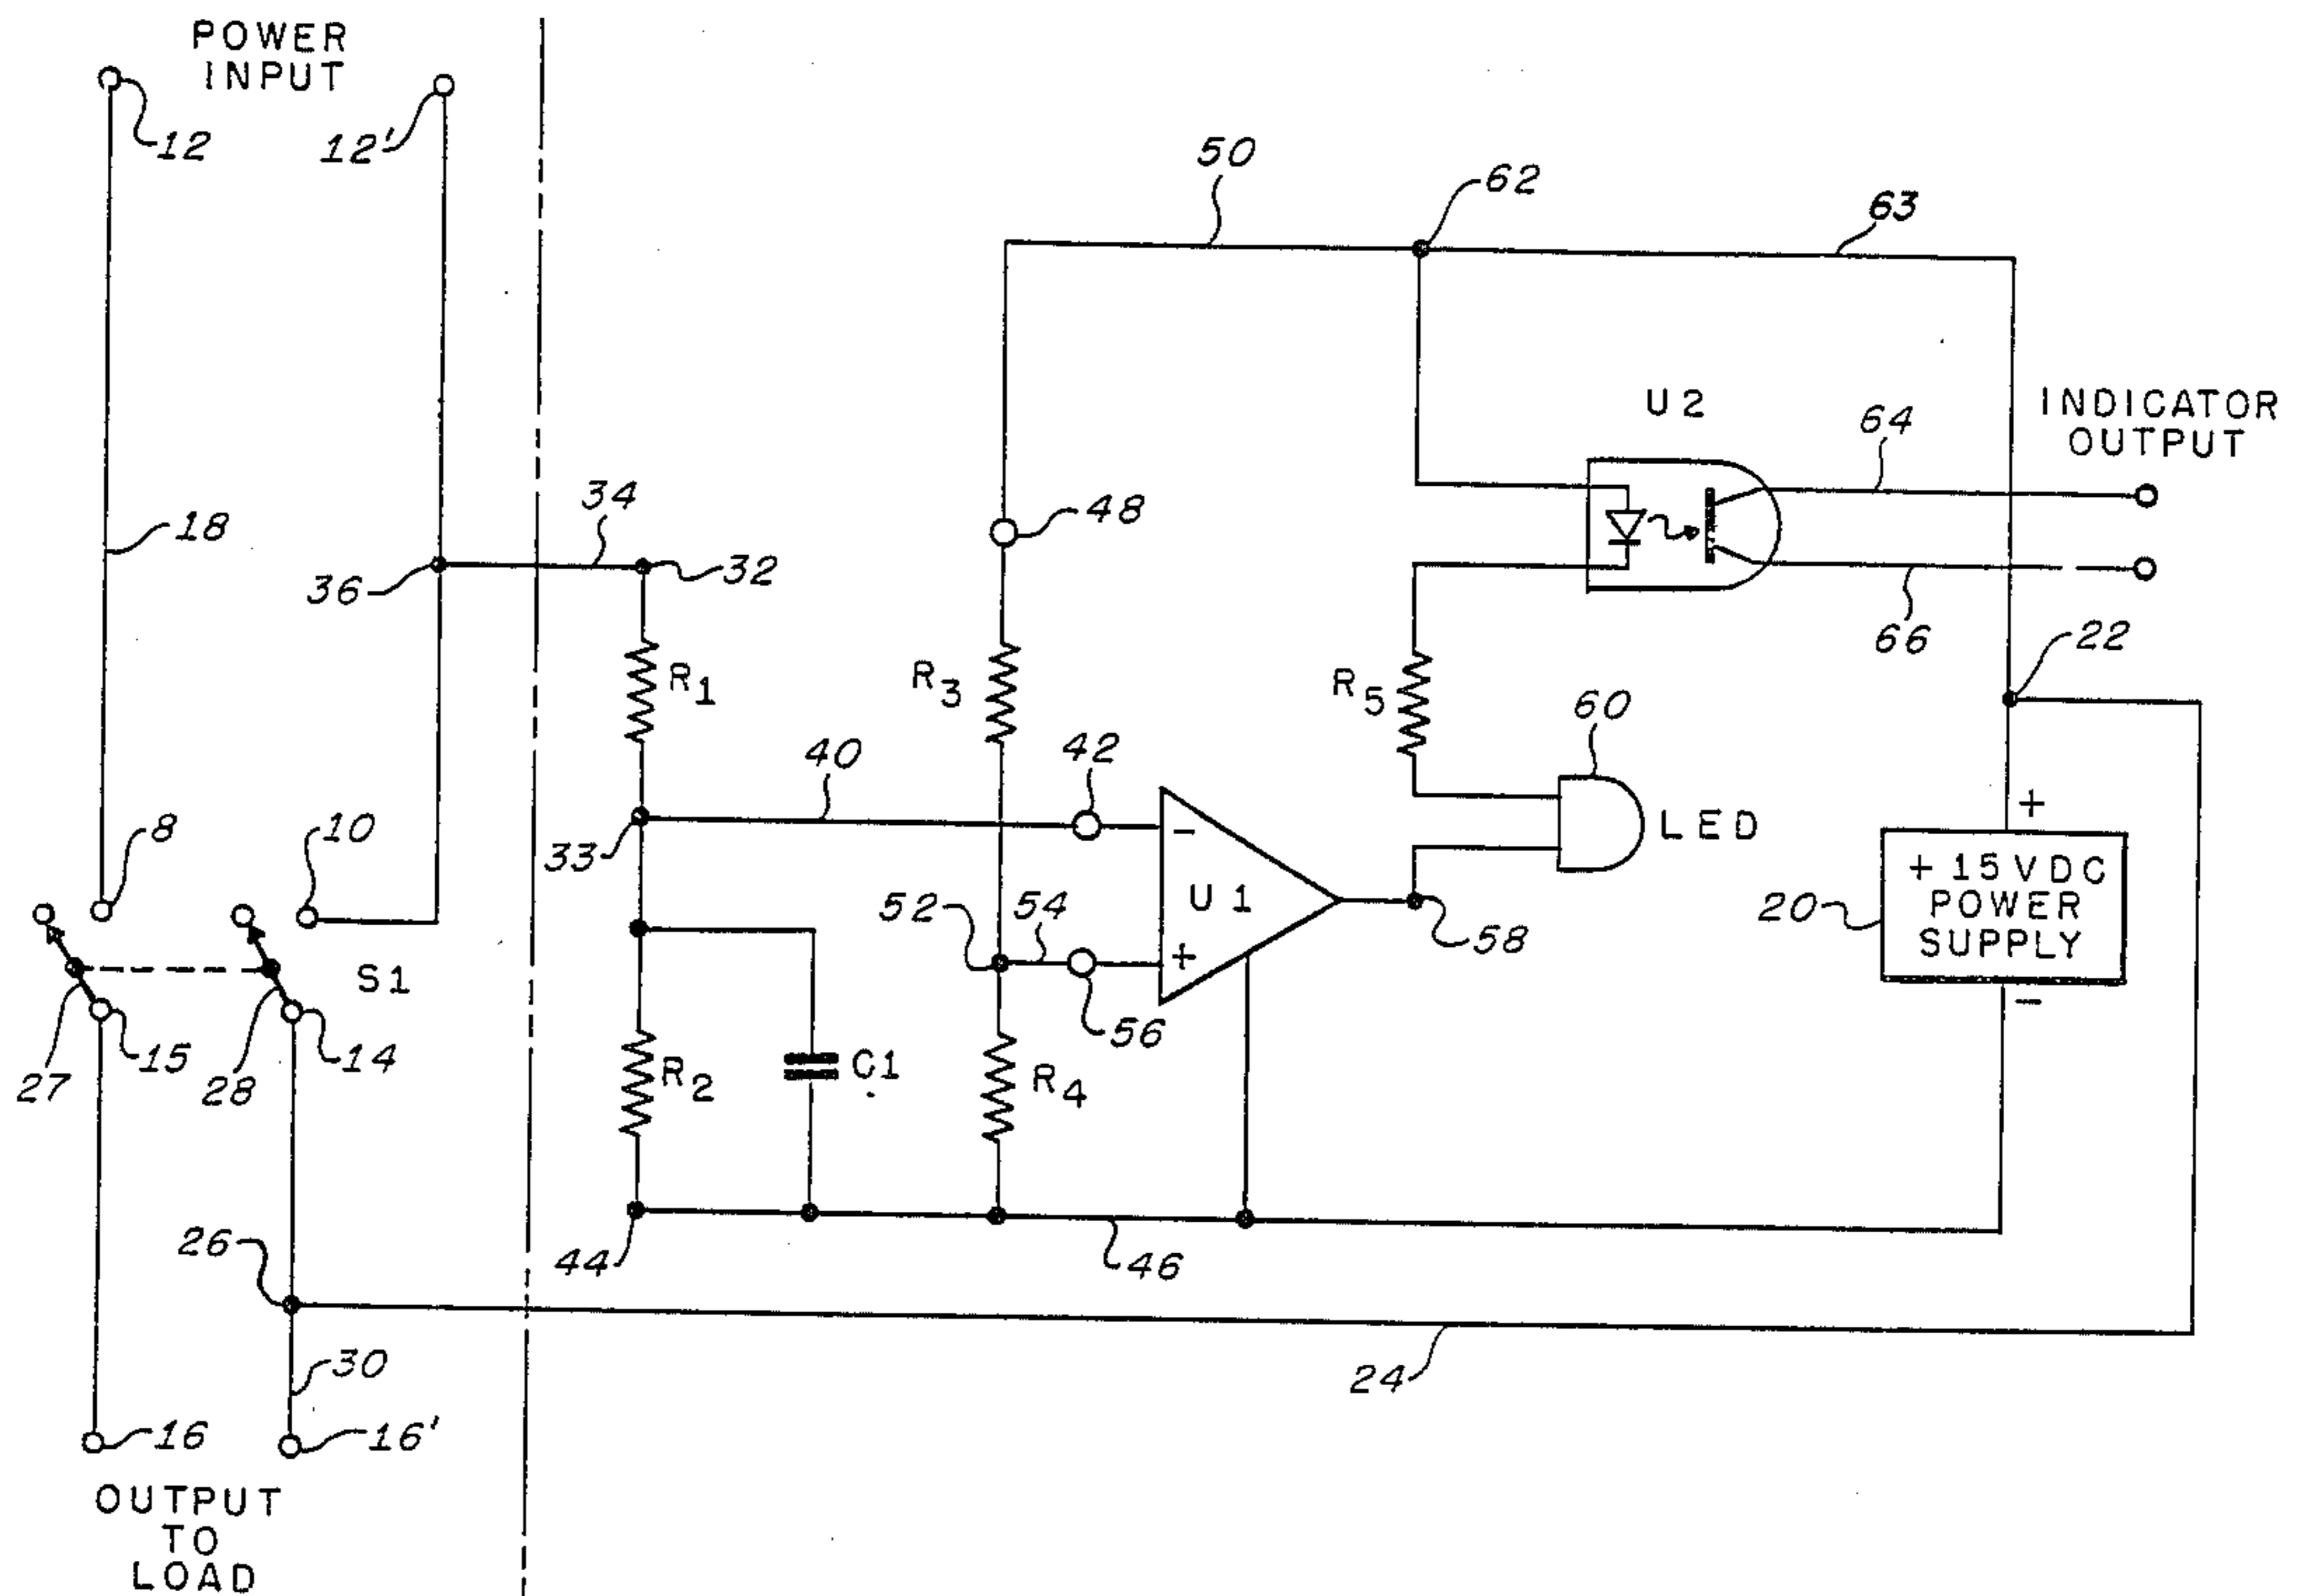 POWER
INPUT
12
12'
50
62
63
18
34
36
32
48
U2
64
INDICATOR
OUTPUT
66
22
R1
R3
R5
60
40
42
8
10
33
-
U1
LED
+
+15VDC
POWER
SUPPLY
20
-
52
54
+
58
56
S1
27
15
28
14
R2
C1
R4
26
44
46
30
24
16
16'
OUTPUT
TO
LOAD